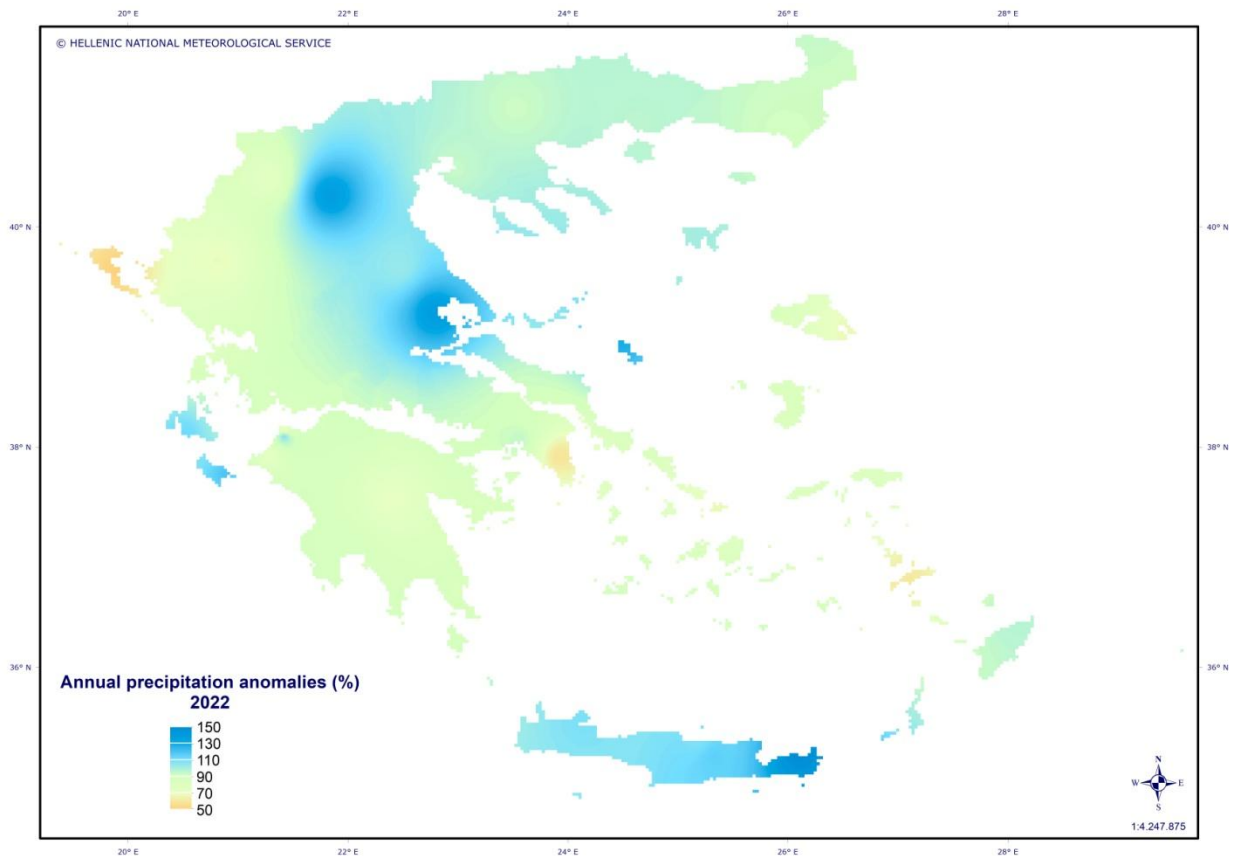 20° E 22° E 24° E 26° E 28° E
© HELLENIC NATIONAL METEOROLOGICAL SERVICE
40° N 40° N
38° N 38° N
36° N 36° N
Annual precipitation anomalies (%)
2022
150
130
110
90
70
50
N
W E
S
1:4.247.875
20° E 22° E 24° E 26° E 28° E